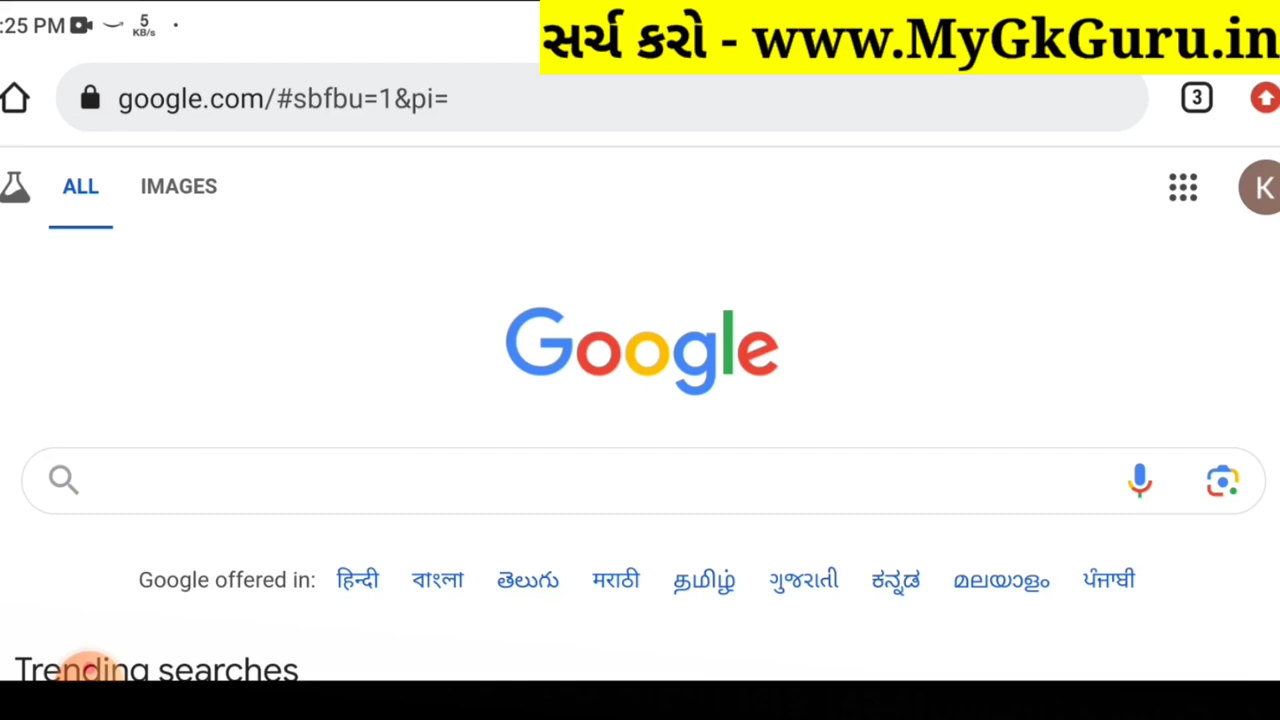 :25 PM 5 KB/s
સર્ચ કરો - www.MyGkGuru.in
google.com/#sbfbu=1&pi=
3
ALL IMAGES
K
Google
Google offered in: हिन्दी বাংলা తెలుగు मराठी தமிழ் ગુજરાતી ಕನ್ನಡ മലയാളം ਪੰਜਾਬੀ
Trending searches